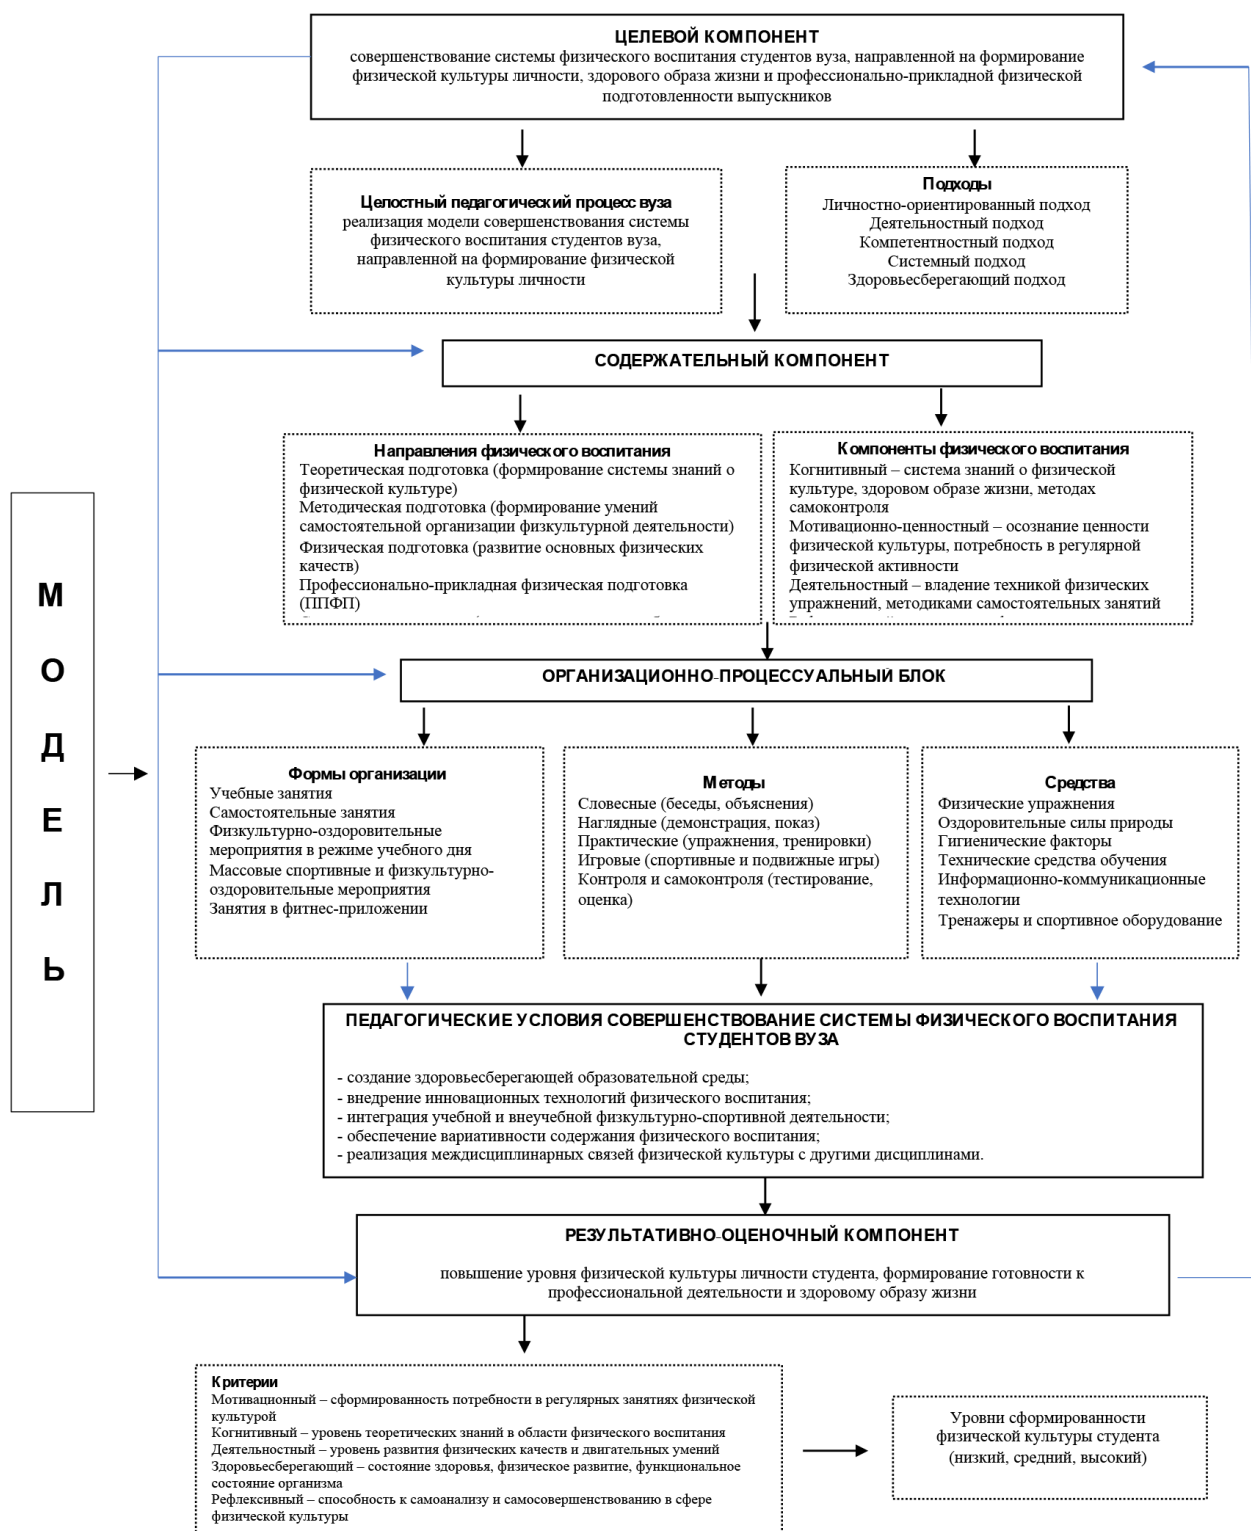 ЦЕЛЕВОЙ КОМПОНЕНТ
совершенствование системы физического воспитания студентов вуза, направленной на формирование
физической культуры личности, здорового образа жизни и профессионально-прикладной физической
подготовленности выпускников
Целостный педагогический процесс вуза
реализация модели совершенствования системы
физического воспитания студентов вуза,
направленной на формирование физической
культуры личности
Подходы
Личностно-ориентированный подход
Деятельностный подход
Компетентностный подход
Системный подход
Здоровьесберегающий подход
СОДЕРЖАТЕЛЬНЫЙ КОМПОНЕНТ
Направления физического воспитания
Теоретическая подготовка (формирование системы знаний о
физической культуре)
Методическая подготовка (формирование умений
самостоятельной организации физкультурной деятельности)
Физическая подготовка (развитие основных физических
качеств)
Профессионально-прикладная физическая подготовка
(ППФП)
Компоненты физического воспитания
Когнитивный – система знаний о физической
культуре, здоровом образе жизни, методах
самоконтроля
Мотивационно-ценностный – осознание ценности
физической культуры, потребность в регулярной
физической активности
Деятельностный – владение техникой физических
упражнений, методиками самостоятельных занятий
М
О
Д
Е
Л
Ь
ОРГАНИЗАЦИОННО-ПРОЦЕССУАЛЬНЫЙ БЛОК
Формы организации
Учебные занятия
Самостоятельные занятия
Физкультурно-оздоровительные
мероприятия в режиме учебного дня
Массовые спортивные и физкультурно-
оздоровительные мероприятия
Занятия в фитнес-приложении
Методы
Словесные (беседы, объяснения)
Наглядные (демонстрация, показ)
Практические (упражнения, тренировки)
Игровые (спортивные и подвижные игры)
Контроля и самоконтроля (тестирование,
оценка)
Средства
Физические упражнения
Оздоровительные силы природы
Гигиенические факторы
Технические средства обучения
Информационно-коммуникационные
технологии
Тренажеры и спортивное оборудование
ПЕДАГОГИЧЕСКИЕ УСЛОВИЯ СОВЕРШЕНСТВОВАНИЕ СИСТЕМЫ ФИЗИЧЕСКОГО ВОСПИТАНИЯ
СТУДЕНТОВ ВУЗА
- создание здоровьесберегающей образовательной среды;
- внедрение инновационных технологий физического воспитания;
- интеграция учебной и внеучебной физкультурно-спортивной деятельности;
- обеспечение вариативности содержания физического воспитания;
- реализация междисциплинарных связей физической культуры с другими дисциплинами.
РЕЗУЛЬТАТИВНО-ОЦЕНОЧНЫЙ КОМПОНЕНТ
повышение уровня физической культуры личности студента, формирование готовности к
профессиональной деятельности и здоровому образу жизни
Критерии
Мотивационный – сформированность потребности в регулярных занятиях физической
культурой
Когнитивный – уровень теоретических знаний в области физического воспитания
Деятельностный – уровень развития физических качеств и двигательных умений
Здоровьесберегающий – состояние здоровья, физическое развитие, функциональное
состояние организма
Рефлексивный – способность к самоанализу и самосовершенствованию в сфере
физической культуры
Уровни сформированности
физической культуры студента
(низкий, средний, высокий)